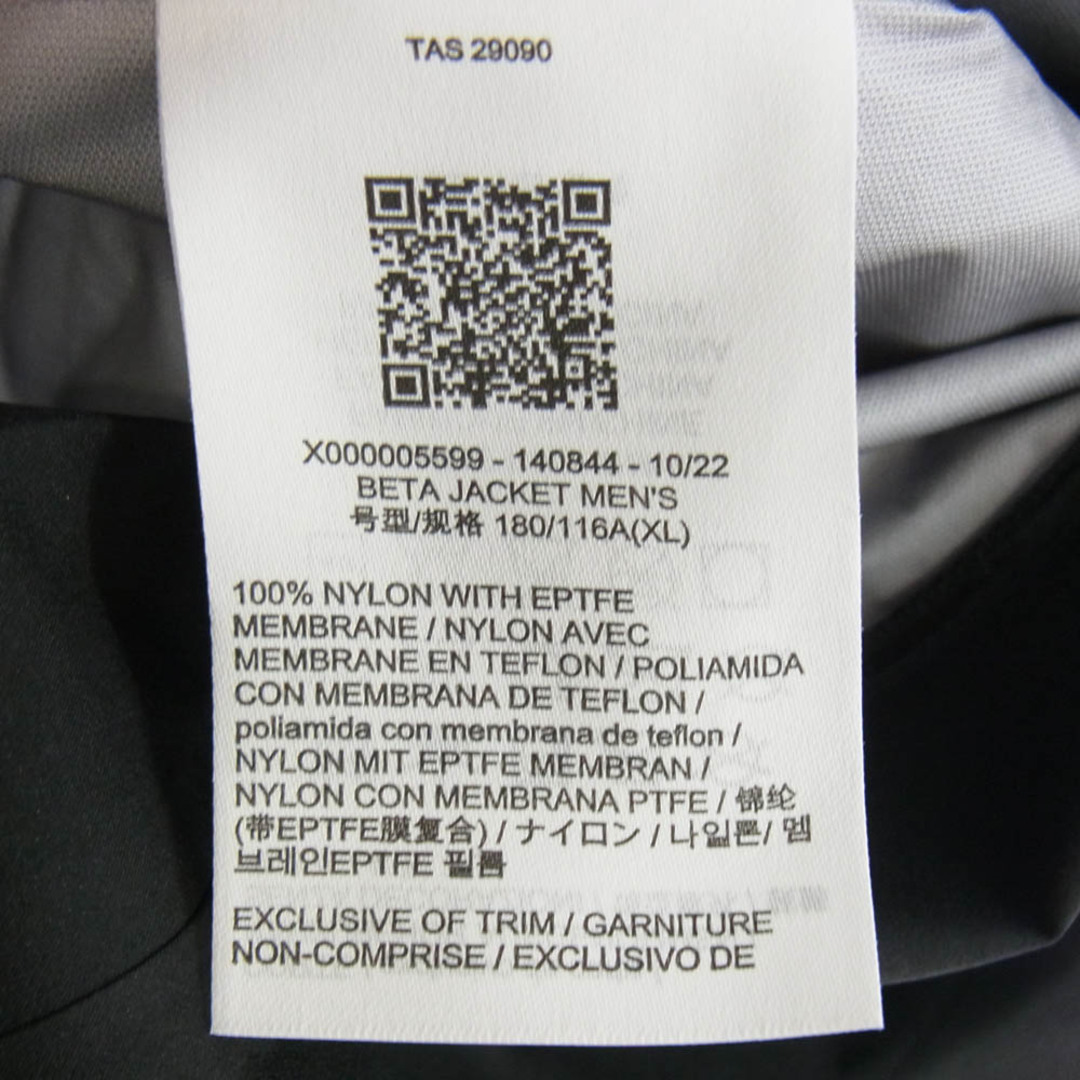 TAS 29090
X000005599 - 140844 - 10/22
BETA JACKET MEN'S
号型/规格 180/116A(XL)
100% NYLON WITH EPTFE
MEMBRANE / NYLON AVEC
MEMBRANE EN TEFLON / POLIAMIDA
CON MEMBRANA DE TEFLON /
poliamida con membrana de teflon /
NYLON MIT EPTFE MEMBRAN /
NYLON CON MEMBRANA PTFE / 锦纶
(带EPTFE膜复合) / ナイロン / 나일론/ 멤
브레인EPTFE 필름
EXCLUSIVE OF TRIM / GARNITURE
NON-COMPRISE / EXCLUSIVO DE